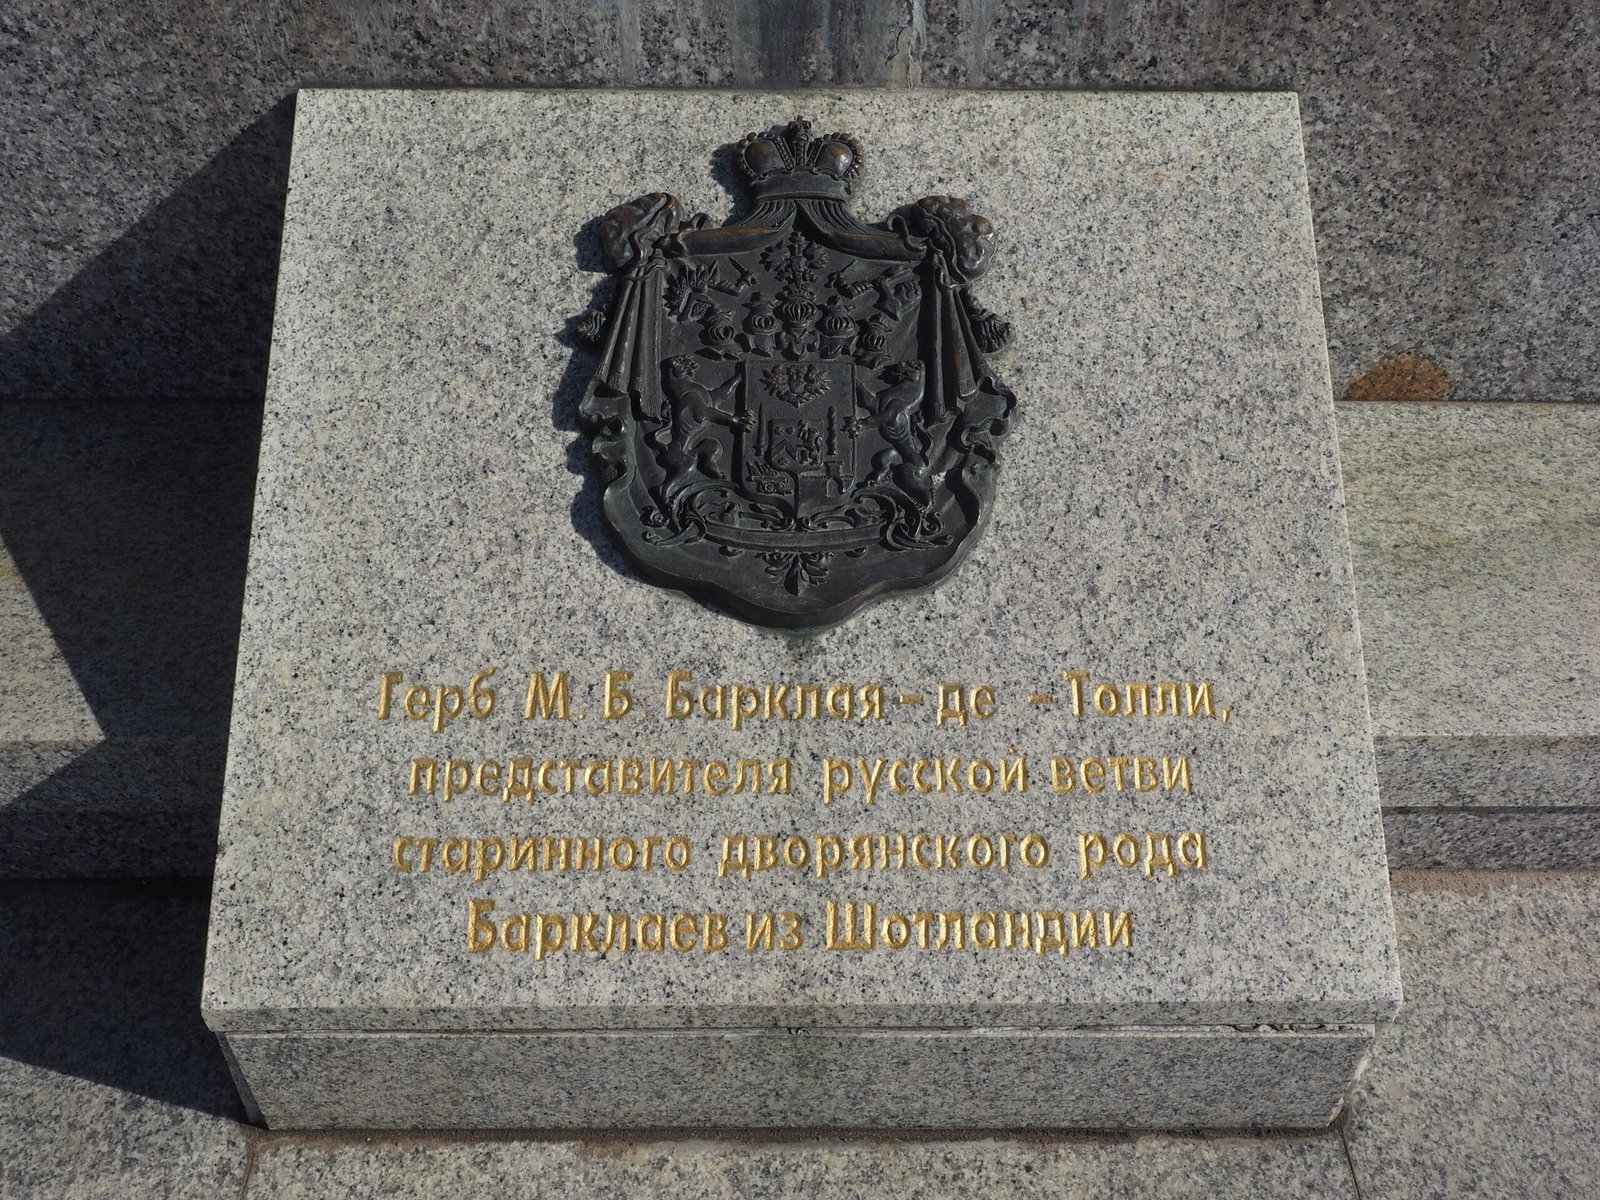 Герб М. Б. Барклая – де – Толли,
представителя русской ветви
старинного дворянского рода
Барклаев из Шотландии